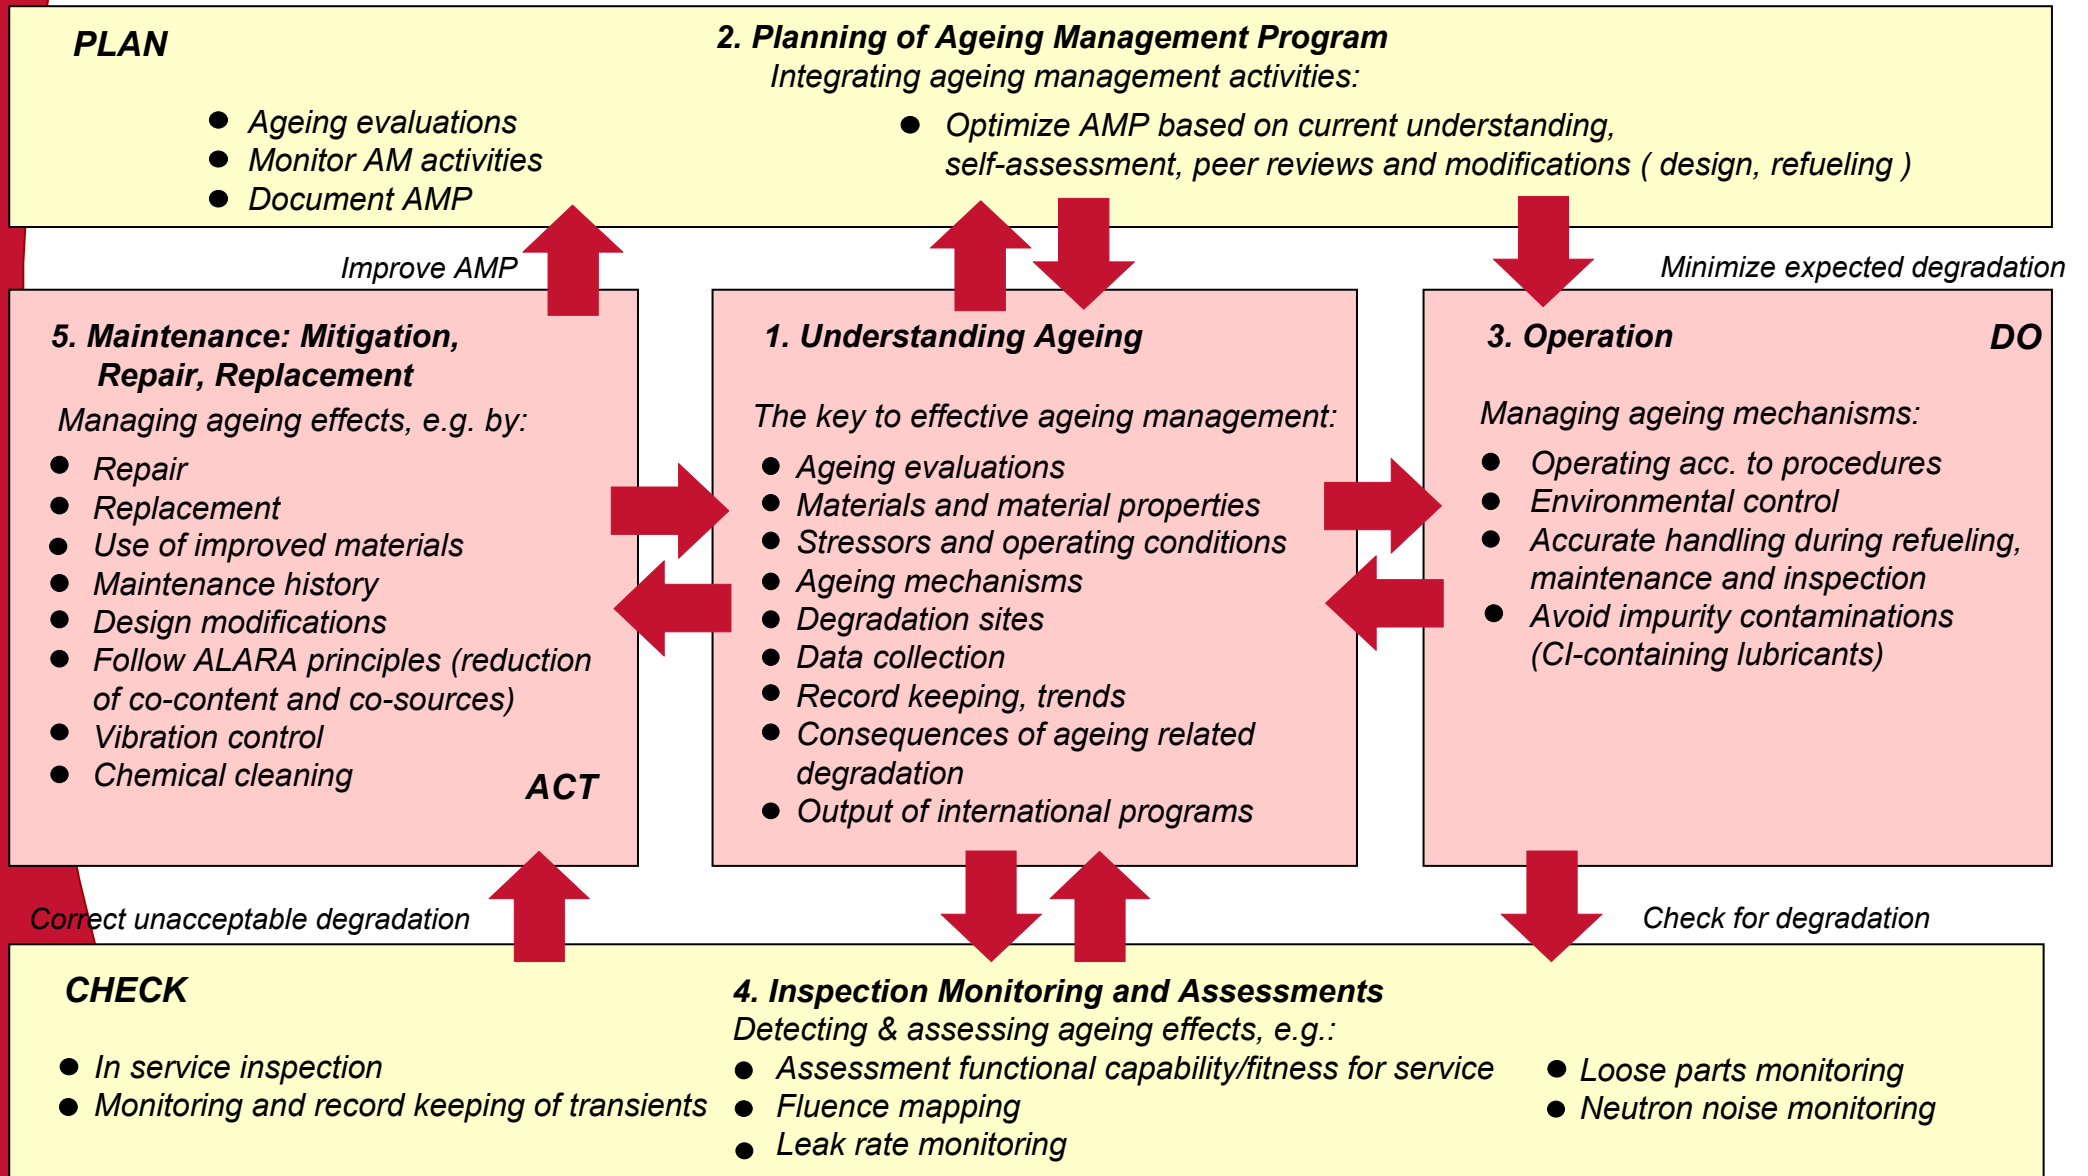 PLAN
2. Planning of Ageing Management Program
Integrating ageing management activities:
● Ageing evaluations
● Monitor AM activities
● Document AMP
● Optimize AMP based on current understanding,
self-assessment, peer reviews and modifications ( design, refueling )
Improve AMP
Minimize expected degradation
5. Maintenance: Mitigation,
Repair, Replacement
Managing ageing effects, e.g. by:
● Repair
● Replacement
● Use of improved materials
● Maintenance history
● Design modifications
● Follow ALARA principles (reduction
of co-content and co-sources)
● Vibration control
● Chemical cleaning
ACT
1. Understanding Ageing
The key to effective ageing management:
● Ageing evaluations
● Materials and material properties
● Stressors and operating conditions
● Ageing mechanisms
● Degradation sites
● Data collection
● Record keeping, trends
● Consequences of ageing related
degradation
● Output of international programs
3. Operation
DO
Managing ageing mechanisms:
● Operating acc. to procedures
● Environmental control
● Accurate handling during refueling,
maintenance and inspection
● Avoid impurity contaminations
(CI-containing lubricants)
Correct unacceptable degradation
Check for degradation
CHECK
4. Inspection Monitoring and Assessments
Detecting & assessing ageing effects, e.g.:
● In service inspection
● Monitoring and record keeping of transients
● Assessment functional capability/fitness for service
● Fluence mapping
● Leak rate monitoring
● Loose parts monitoring
● Neutron noise monitoring